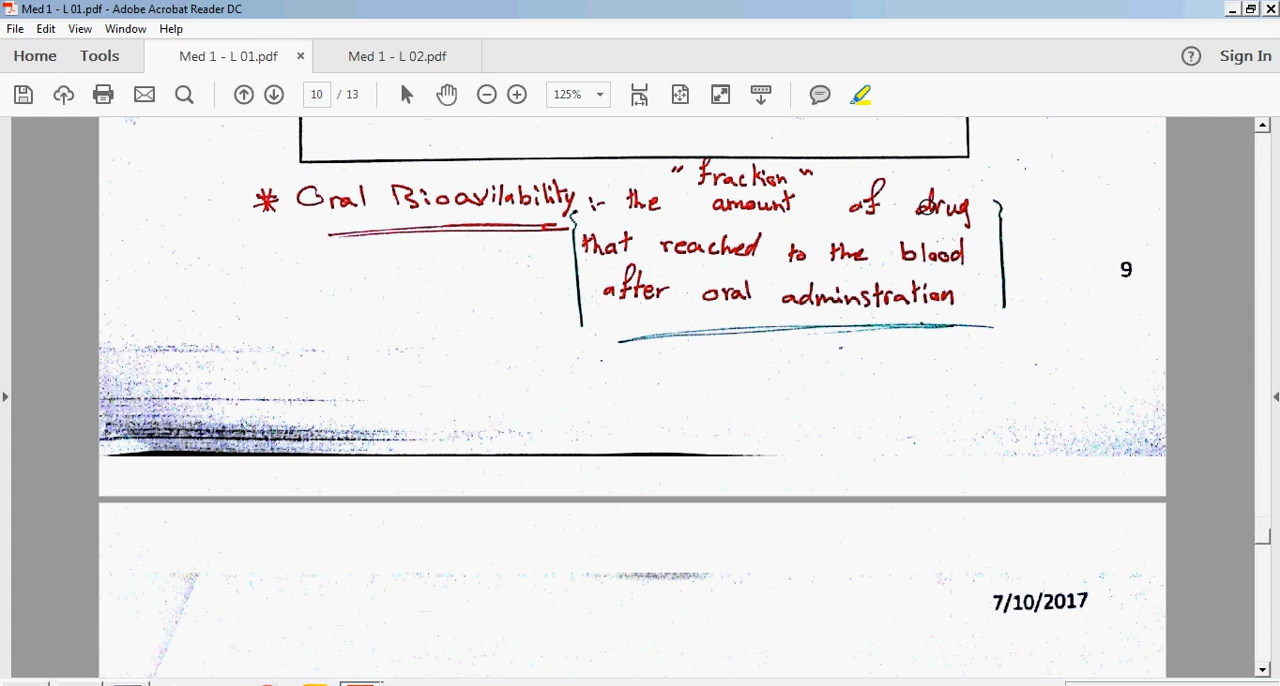 Med 1 - L 01.pdf - Adobe Acrobat Reader DC
File Edit View Window Help
Home Tools Med 1 - L 01.pdf × Med 1 - L 02.pdf ? Sign In
10 / 13 125%
"fraction"
* Oral Bioavilability :- the amount of drug
that reached to the blood
after oral adminstration
9
7/10/2017